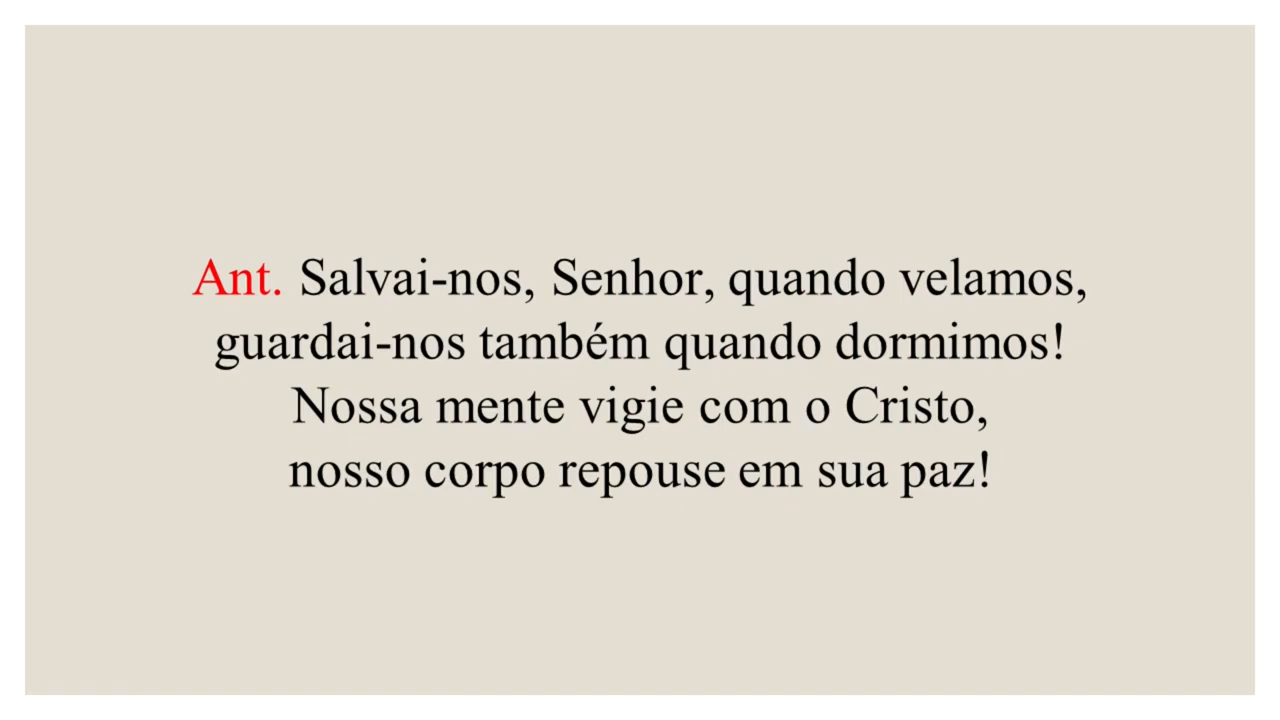 Ant. Salvai-nos, Senhor, quando velamos,
guardai-nos também quando dormimos!
Nossa mente vigie com o Cristo,
nosso corpo repouse em sua paz!